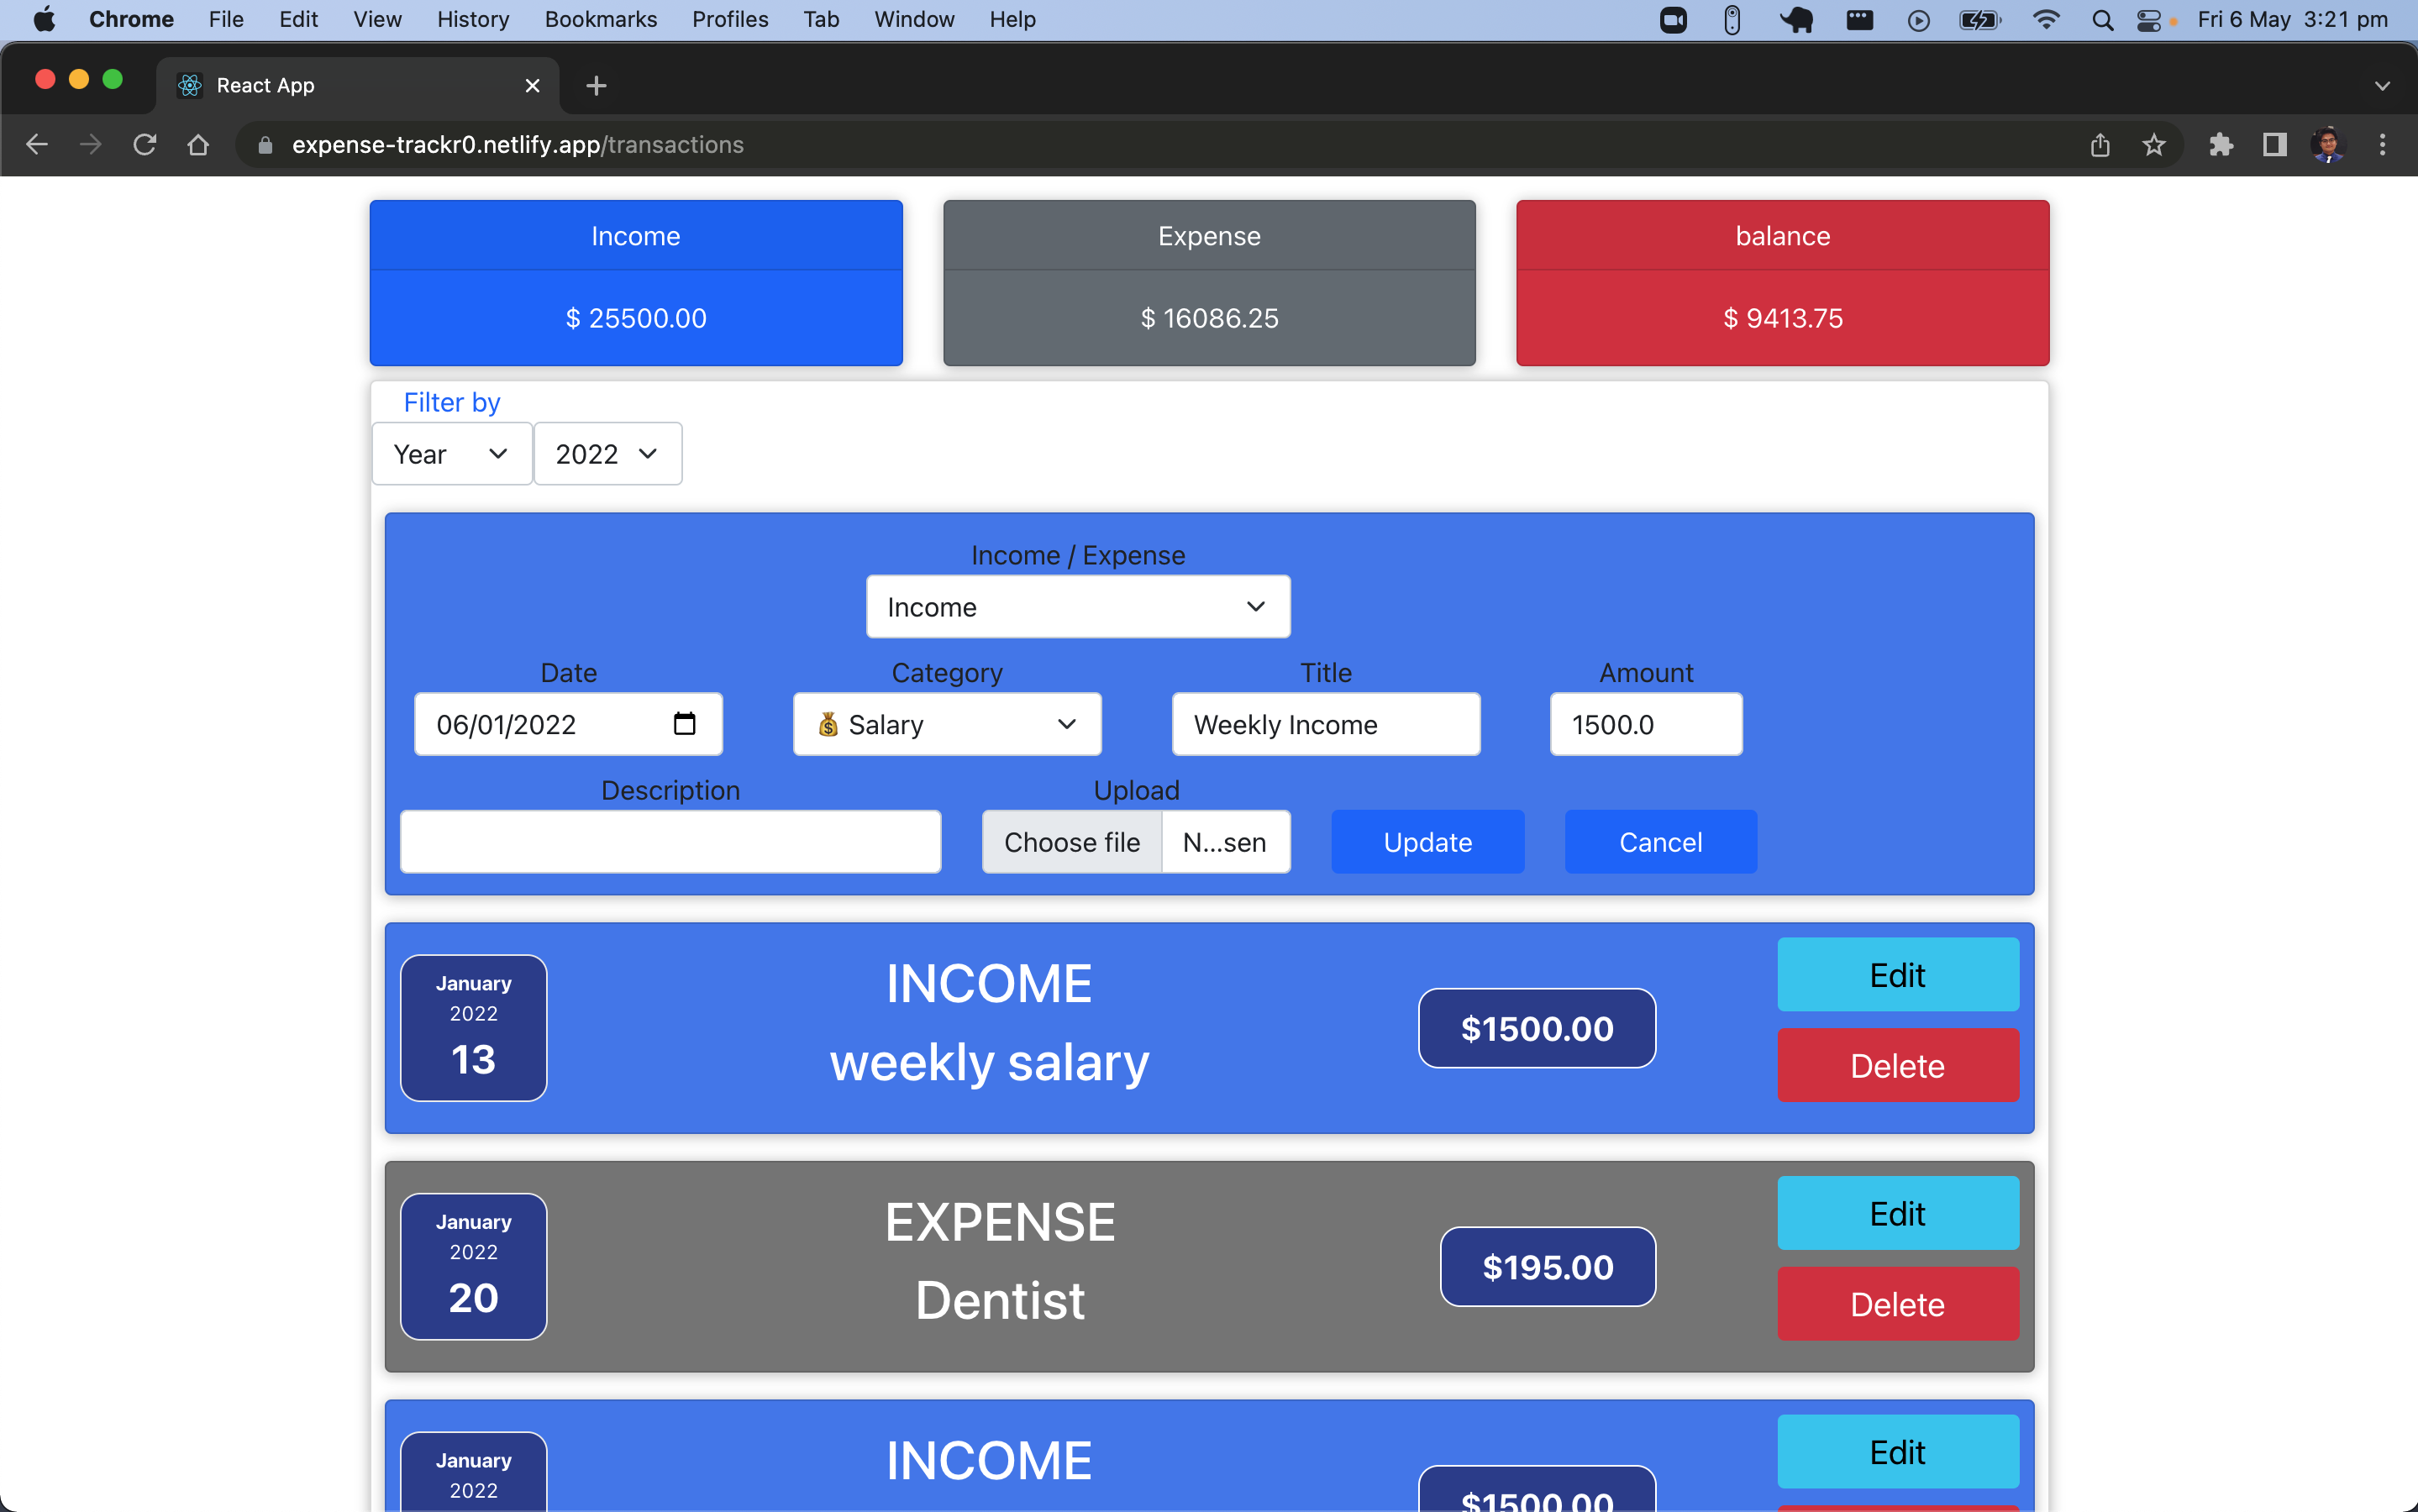 Chrome File Edit View History Bookmarks Profiles Tab Window Help Fri 6 May 3:21 pm
React App
expense-trackr0.netlify.app/transactions
Income Expense balance
$ 25500.00 $ 16086.25 $ 9413.75
Filter by
Year 2022
Income / Expense
Income
Date Category Title Amount
06/01/2022 💰 Salary Weekly Income 1500.0
Description Upload
Choose file N...sen Update Cancel
January
2022
13
INCOME
weekly salary
$1500.00
Edit
Delete
January
2022
20
EXPENSE
Dentist
$195.00
Edit
Delete
January
2022
INCOME
$1500.00
Edit